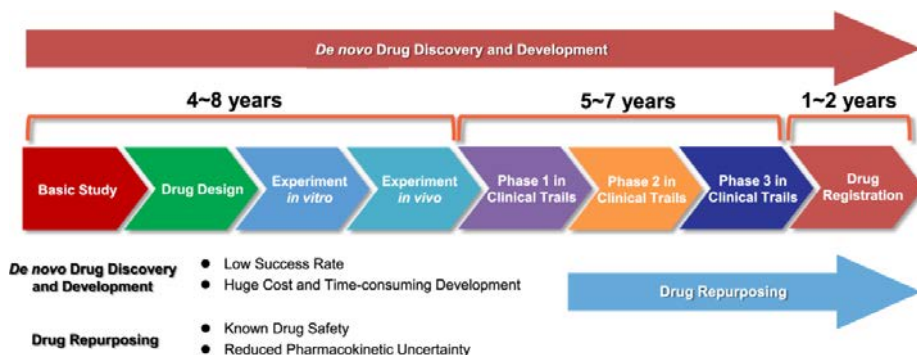 De novo Drug Discovery and Development
4~8 years
5~7 years
1~2 years
Basic Study
Drug Design
Experiment
in vitro
Experiment
in vivo
Phase 1 in
Clinical Trails
Phase 2 in
Clinical Trails
Phase 3 in
Clinical Trails
Drug
Registration
De novo Drug Discovery
and Development
● Low Success Rate
● Huge Cost and Time-consuming Development
Drug Repurposing
Drug Repurposing
● Known Drug Safety
● Reduced Pharmacokinetic Uncertainty